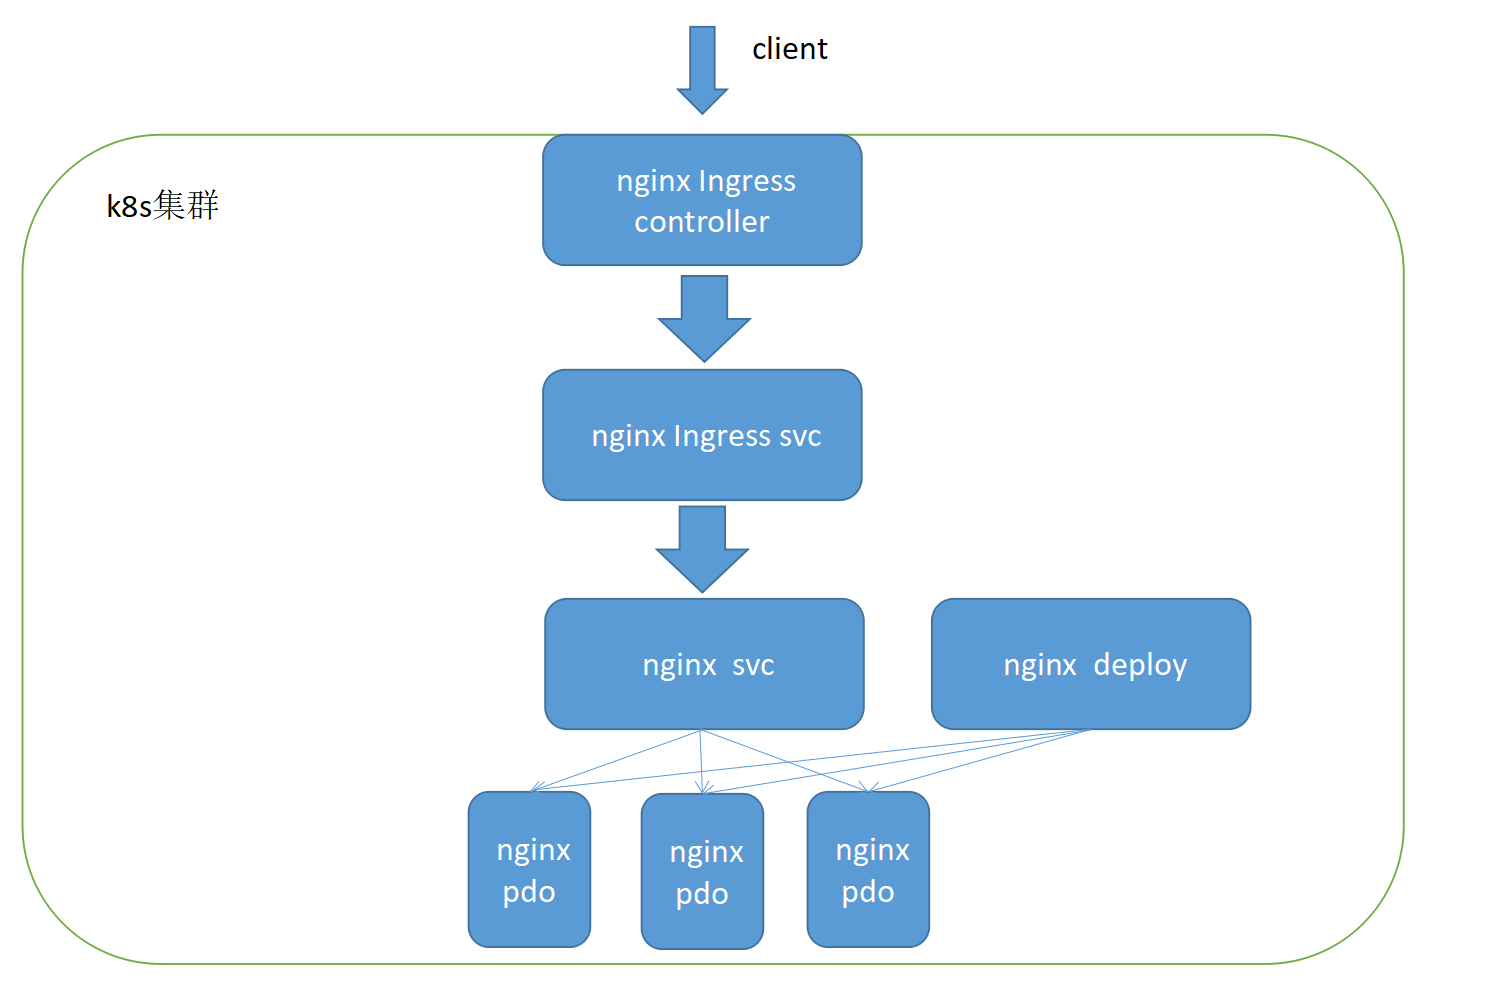 client
k8s集群
nginx Ingress
controller
nginx Ingress svc
nginx  svc
nginx  deploy
nginx
pdo
nginx
pdo
nginx
pdo